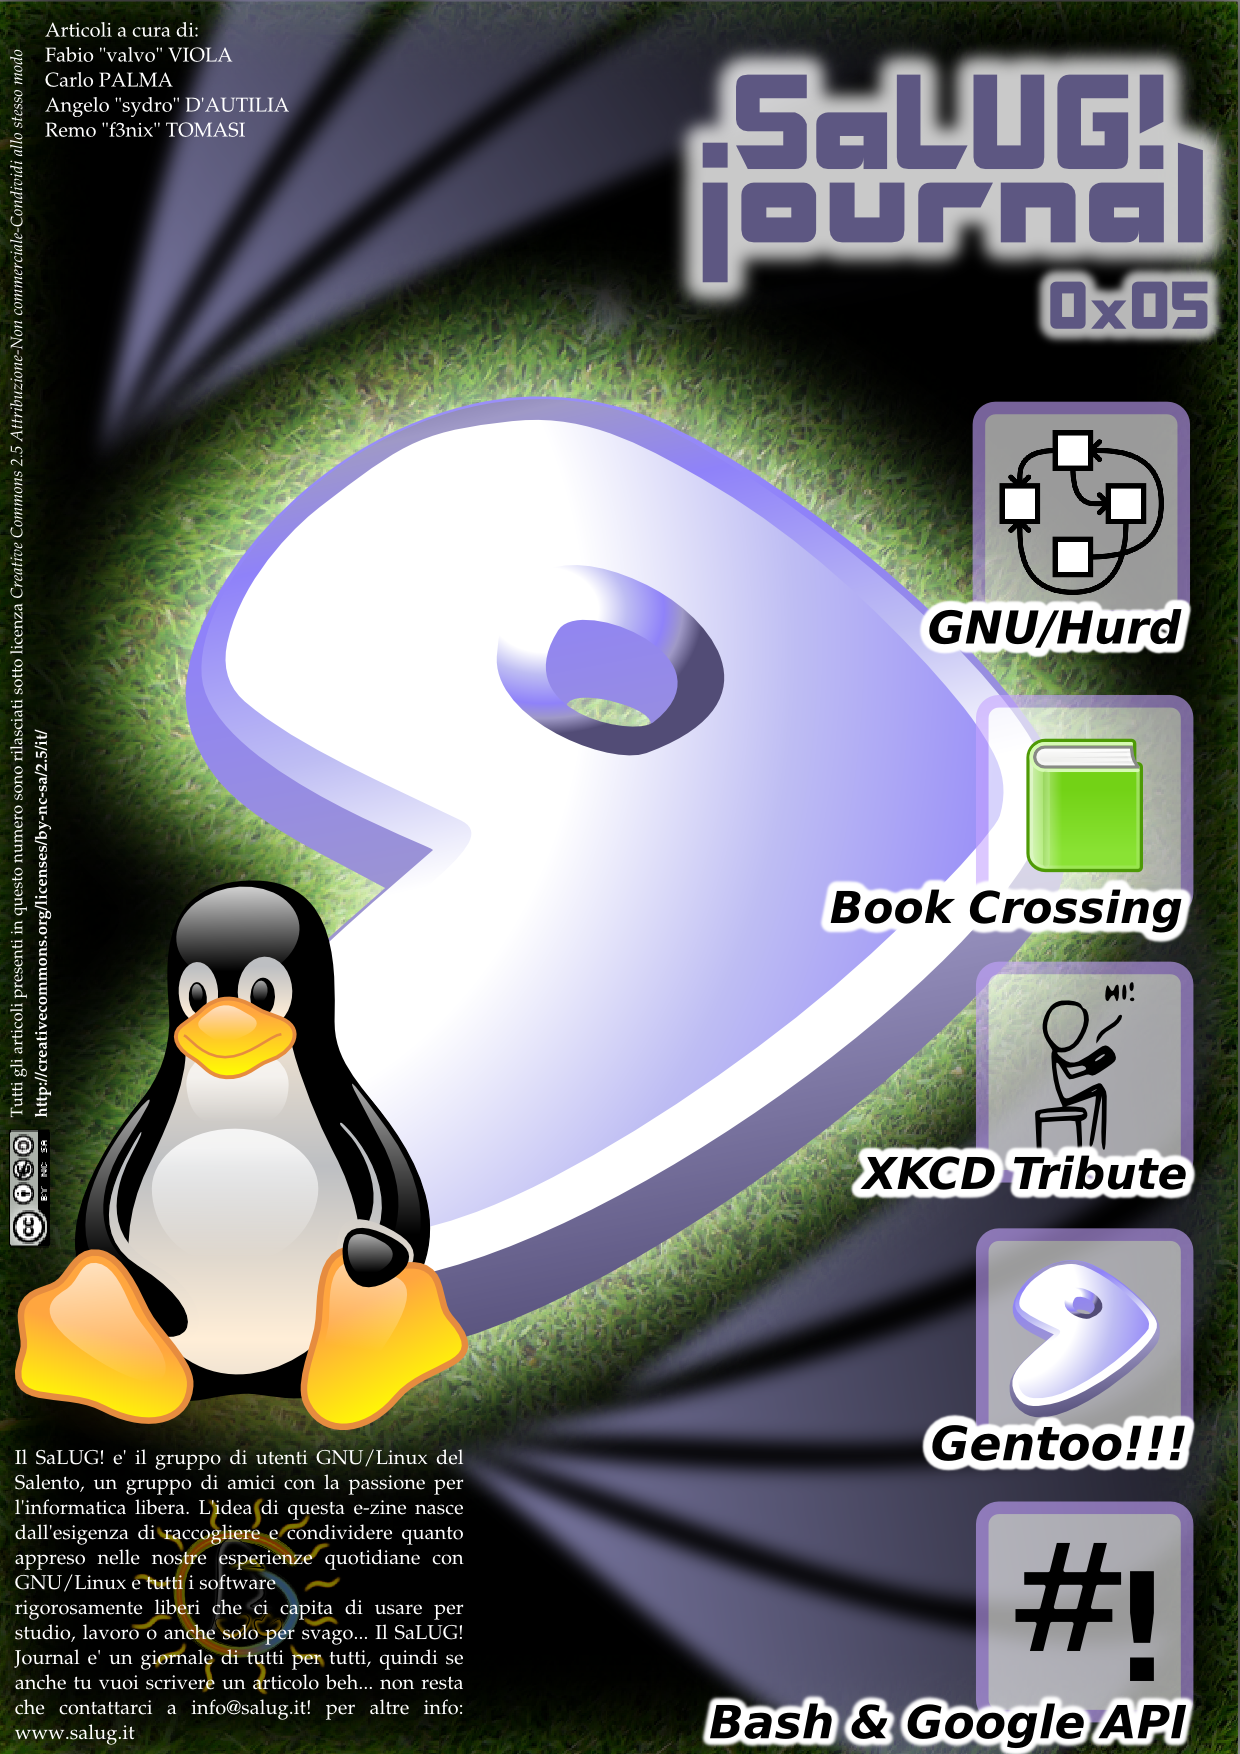 Articoli a cura di:
Fabio "valvo" VIOLA
Carlo PALMA
Angelo "sydro" D'AUTILIA
Remo "f3nix" TOMASI
SaLUG!
journal
0x05
Tutti gli articoli presenti in questo numero sono rilasciati sotto licenza Creative Commons 2.5 Attribuzione-Non commerciale-Condividi allo stesso modo
http://creativecommons.org/licenses/by-nc-sa/2.5/it/
cc
BY NC SA
GNU/Hurd
Book Crossing
HI!
XKCD Tribute
Gentoo!!!
#!
Bash & Google API
Il SaLUG! e' il gruppo di utenti GNU/Linux del
Salento, un gruppo di amici con la passione per
l'informatica libera. L'idea di questa e-zine nasce
dall'esigenza di raccogliere e condividere quanto
appreso nelle nostre esperienze quotidiane con
GNU/Linux e tutti i software
rigorosamente liberi che ci capita di usare per
studio, lavoro o anche solo per svago... Il SaLUG!
Journal e' un giornale di tutti per tutti, quindi se
anche tu vuoi scrivere un articolo beh... non resta
che contattarci a info@salug.it! per altre info:
www.salug.it